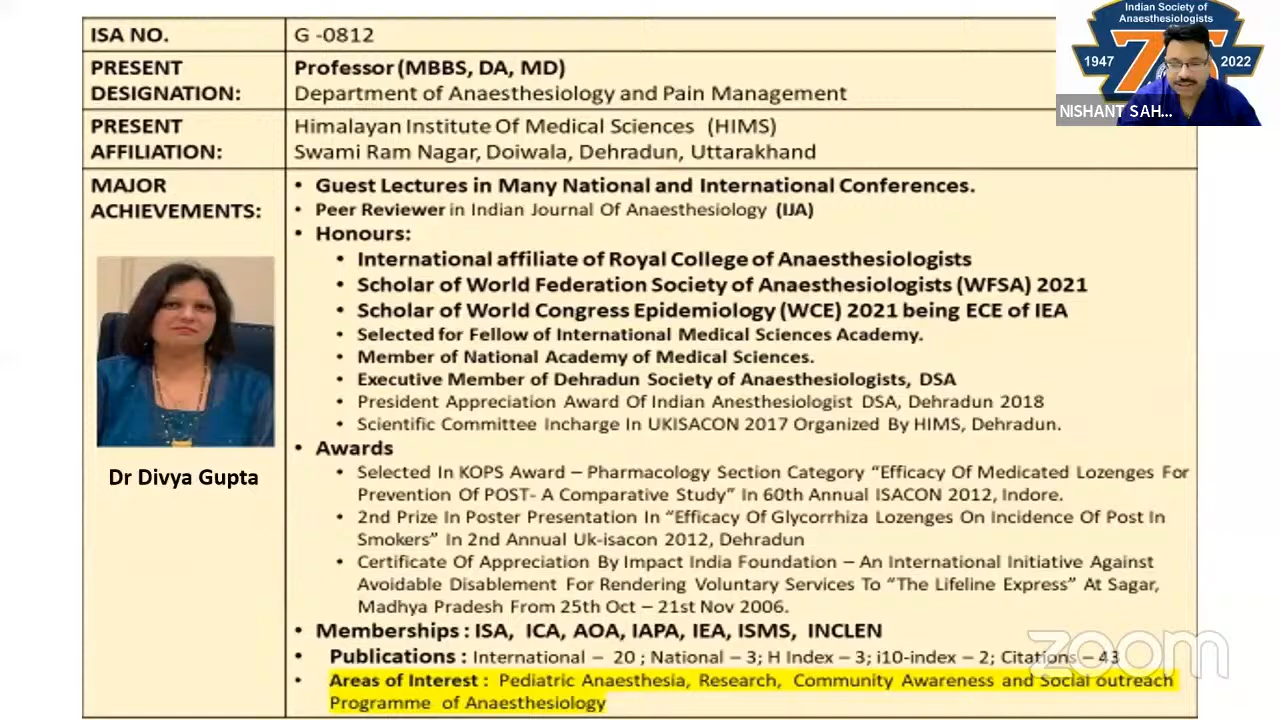 ISA NO.
G -0812
PRESENT
DESIGNATION:
Professor (MBBS, DA, MD)
Department of Anaesthesiology and Pain Management
PRESENT
AFFILIATION:
Himalayan Institute Of Medical Sciences (HIMS)
Swami Ram Nagar, Doiwala, Dehradun, Uttarakhand
MAJOR
ACHIEVEMENTS:
Dr Divya Gupta
• Guest Lectures in Many National and International Conferences.
• Peer Reviewer in Indian Journal Of Anaesthesiology (IJA)
• Honours:
• International affiliate of Royal College of Anaesthesiologists
• Scholar of World Federation Society of Anaesthesiologists (WFSA) 2021
• Scholar of World Congress Epidemiology (WCE) 2021 being ECE of IEA
• Selected for Fellow of International Medical Sciences Academy.
• Member of National Academy of Medical Sciences.
• Executive Member of Dehradun Society of Anaesthesiologists, DSA
• President Appreciation Award Of Indian Anesthesiologist DSA, Dehradun 2018
• Scientific Committee Incharge In UKISACON 2017 Organized By HIMS, Dehradun.
• Awards
• Selected In KOPS Award – Pharmacology Section Category “Efficacy Of Medicated Lozenges For
Prevention Of POST- A Comparative Study” In 60th Annual ISACON 2012, Indore.
• 2nd Prize In Poster Presentation In “Efficacy Of Glycorrhiza Lozenges On Incidence Of Post In
Smokers” In 2nd Annual Uk-isacon 2012, Dehradun
• Certificate Of Appreciation By Impact India Foundation – An International Initiative Against
Avoidable Disablement For Rendering Voluntary Services To “The Lifeline Express” At Sagar,
Madhya Pradesh From 25th Oct – 21st Nov 2006.
• Memberships : ISA, ICA, AOA, IAPA, IEA, ISMS, INCLEN
• Publications : International – 20 ; National – 3; H Index – 3; i10-index – 2; Citations – 43
• Areas of Interest : Pediatric Anaesthesia, Research, Community Awareness and Social outreach
Programme of Anaesthesiology
Indian Society of
Anaesthesiologists
1947
2022
NISHANT SAH...
zoom